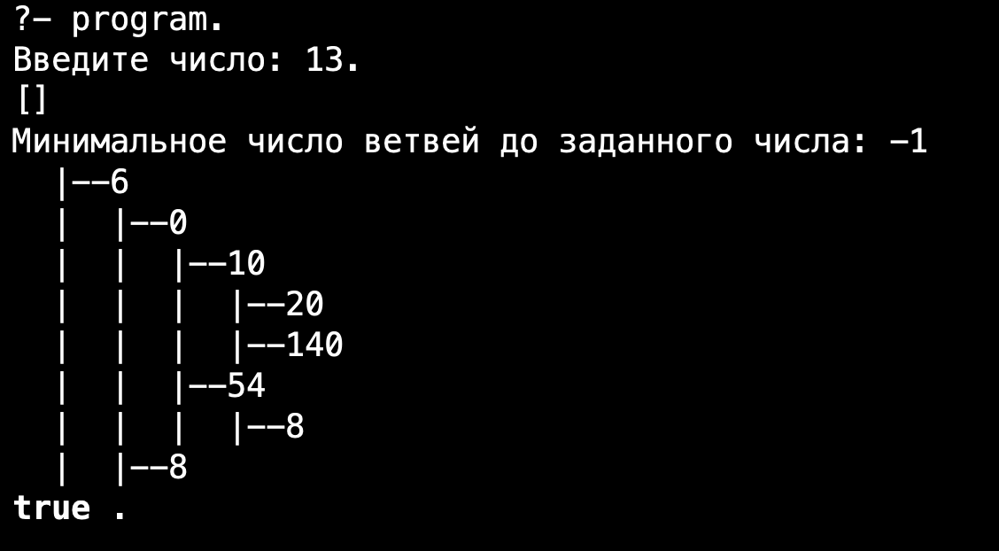 ?- program.
Введите число: 13.
[]
Минимальное число ветвей до заданного числа: -1
|--6
| |--0
| | |--10
| | | |--20
| | | |--140
| | |--54
| | | |--8
| |--8
true .